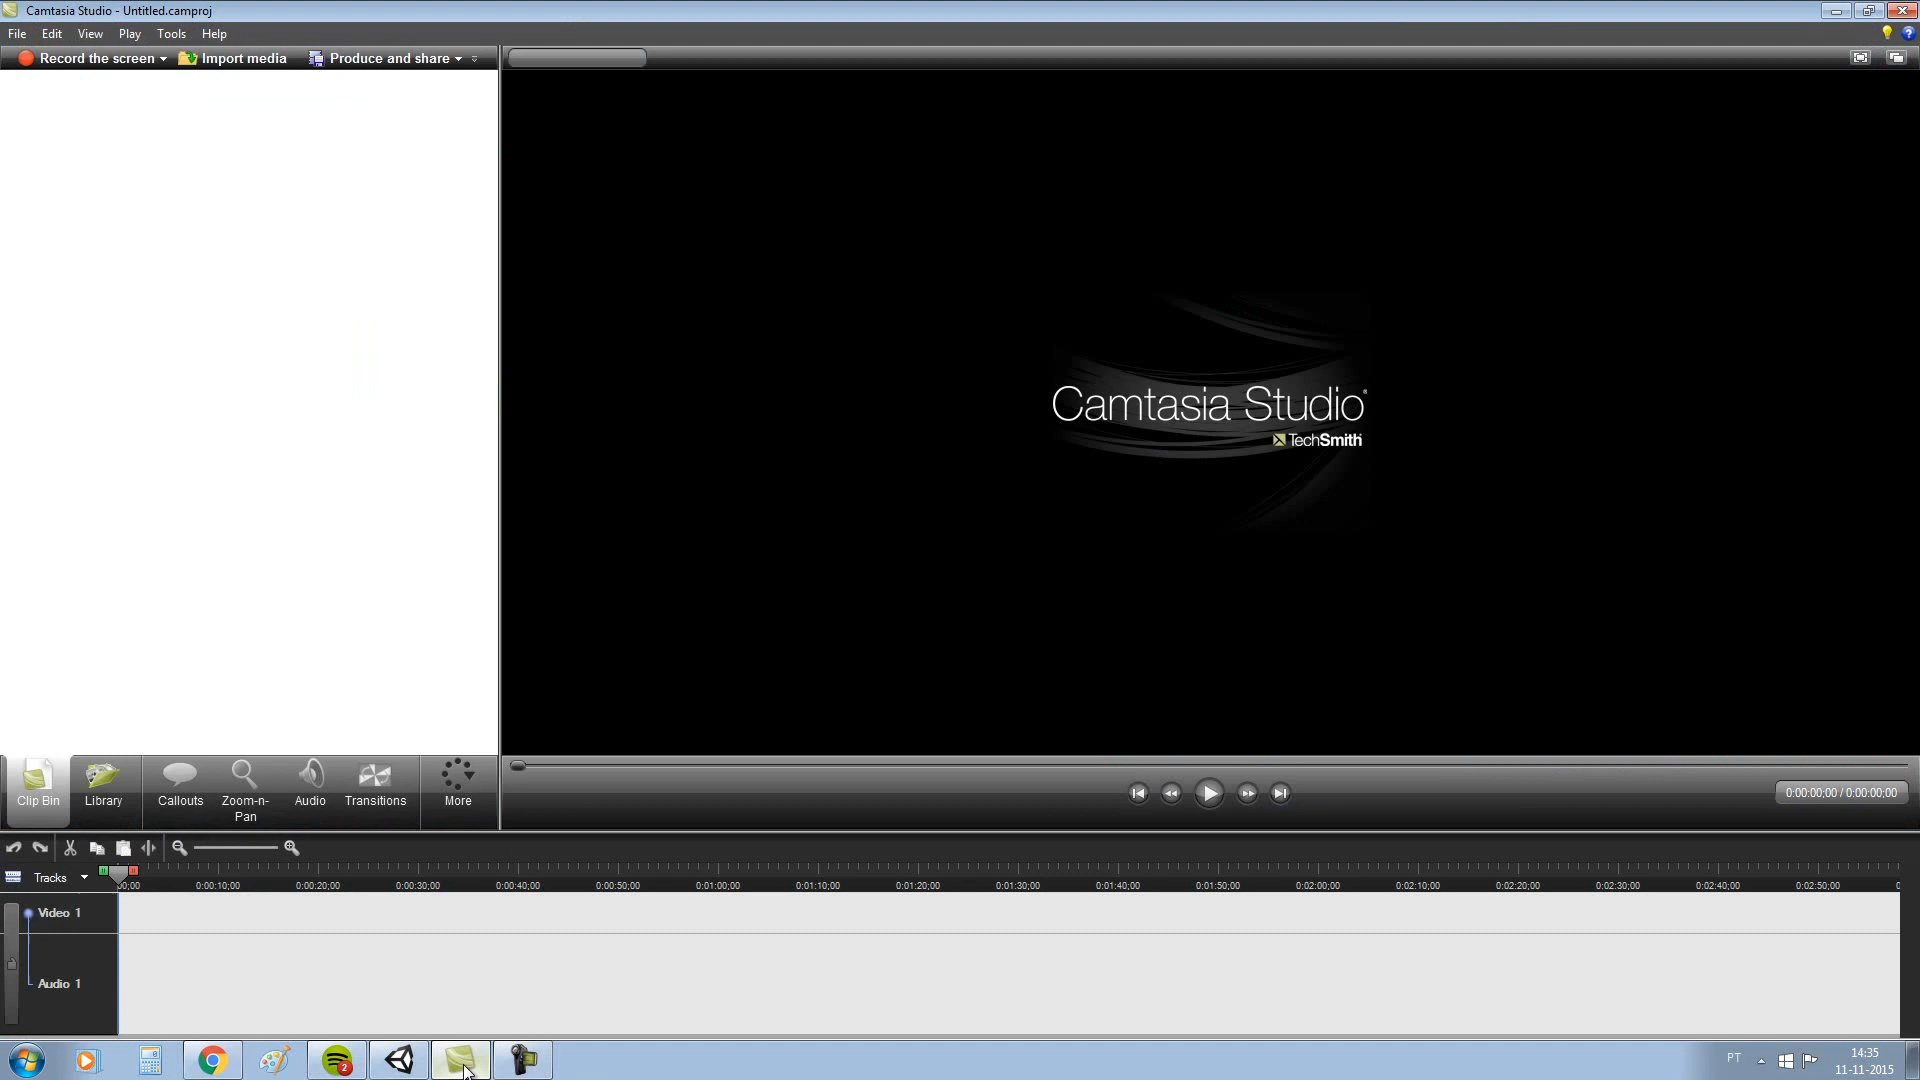 Camtasia Studio - Untitled.camproj
File Edit View Play Tools Help
Record the screen Import media Produce and share
Camtasia Studio®
TechSmith
Clip Bin Library Callouts Zoom-n-Pan Audio Transitions More
0:00:00;00 / 0:00:00;00
Tracks 00;00 0:00:10;00 0:00:20;00 0:00:30;00 0:00:40;00 0:00:50;00 0:01:00;00 0:01:10;00 0:01:20;00 0:01:30;00 0:01:40;00 0:01:50;00 0:02:00;00 0:02:10;00 0:02:20;00 0:02:30;00 0:02:40;00 0:02:50;00
Video 1
Audio 1
2
PT 14:35
11-11-2015